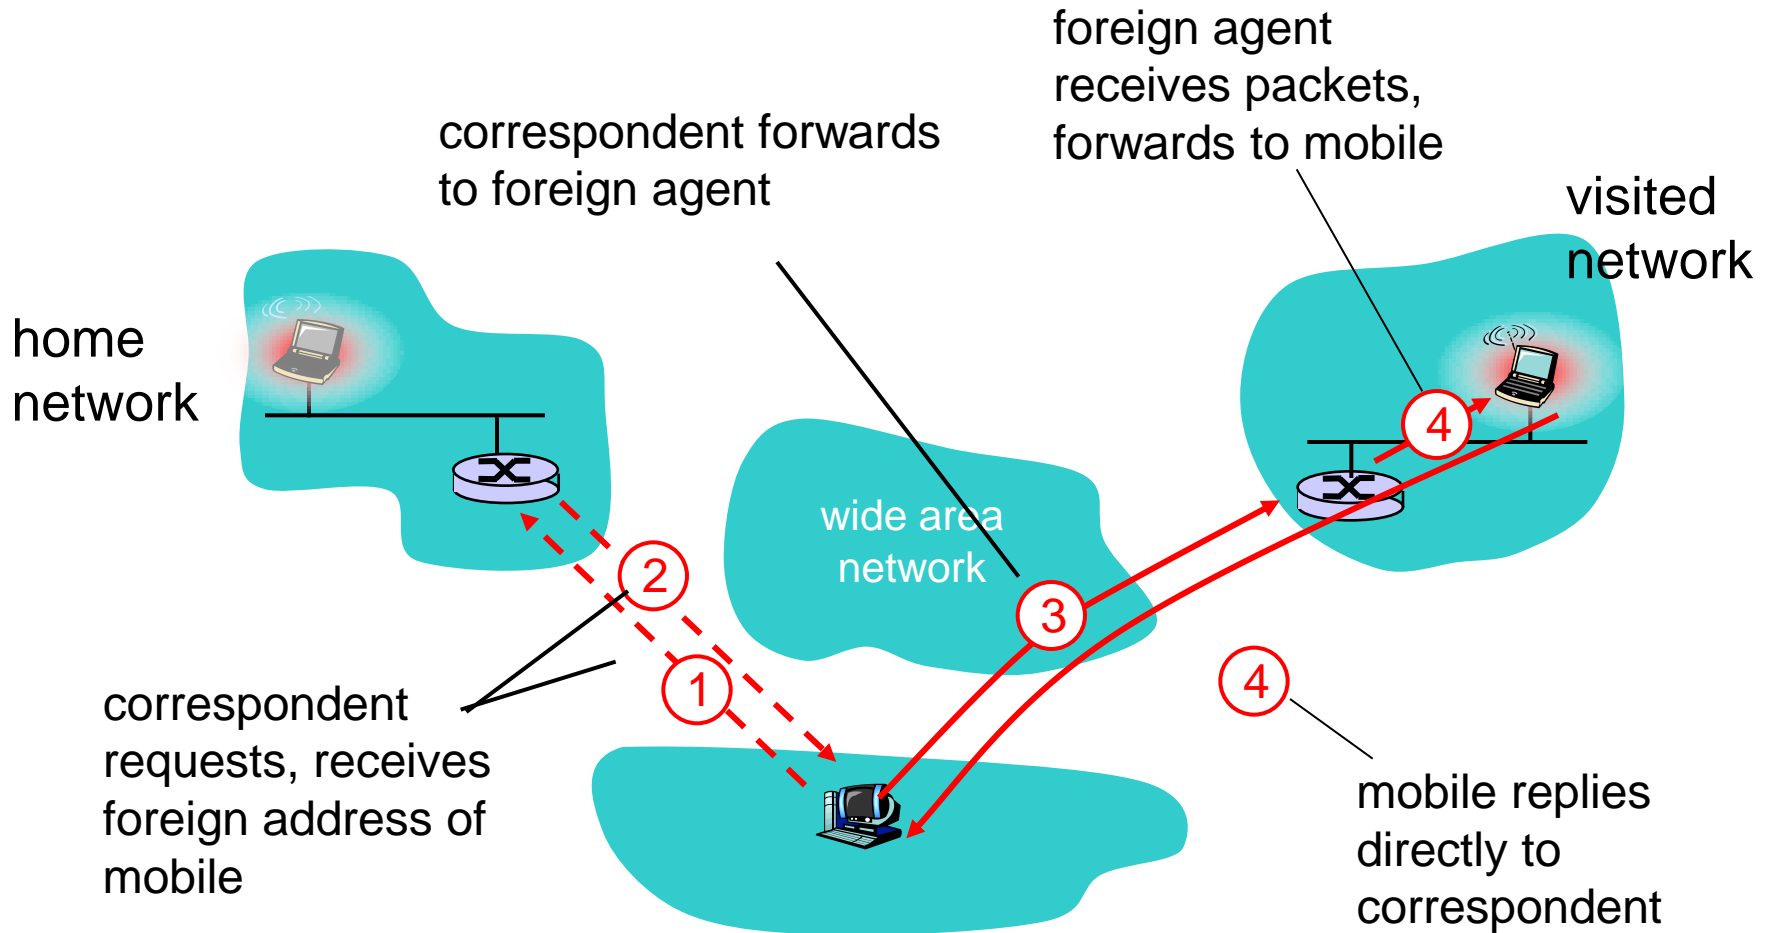 foreign agent
receives packets,
forwards to mobile
correspondent forwards
to foreign agent
visited
network
home
network
4
wide area
network
2
3
1
4
correspondent
requests, receives
foreign address of
mobile
mobile replies
directly to
correspondent